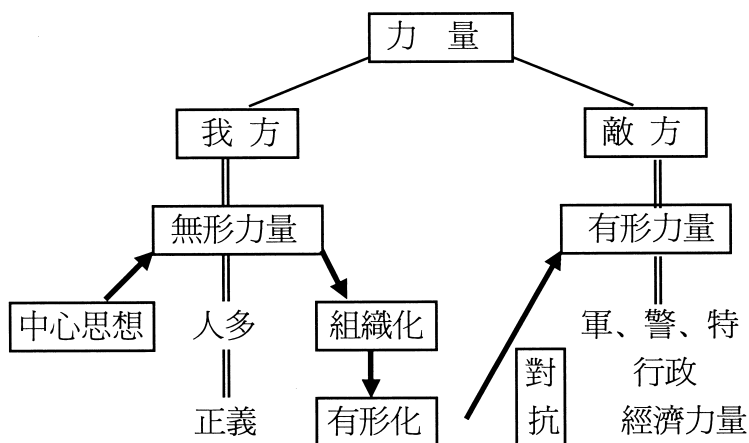 力 量
我 方
敵 方
無形力量
有形力量
中心思想
人多
組織化
軍、警、特
對抗
行政
正義
有形化
經濟力量